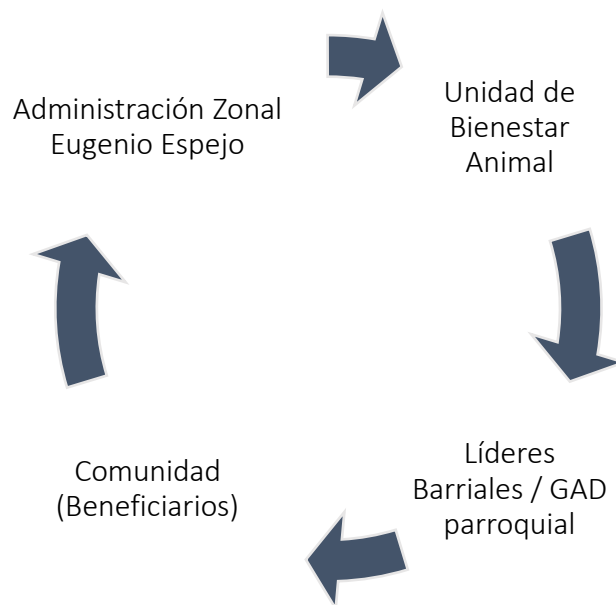 Administración Zonal
Eugenio Espejo
Unidad de
Bienestar
Animal
Líderes
Barriales / GAD
parroquial
Comunidad
(Beneficiarios)